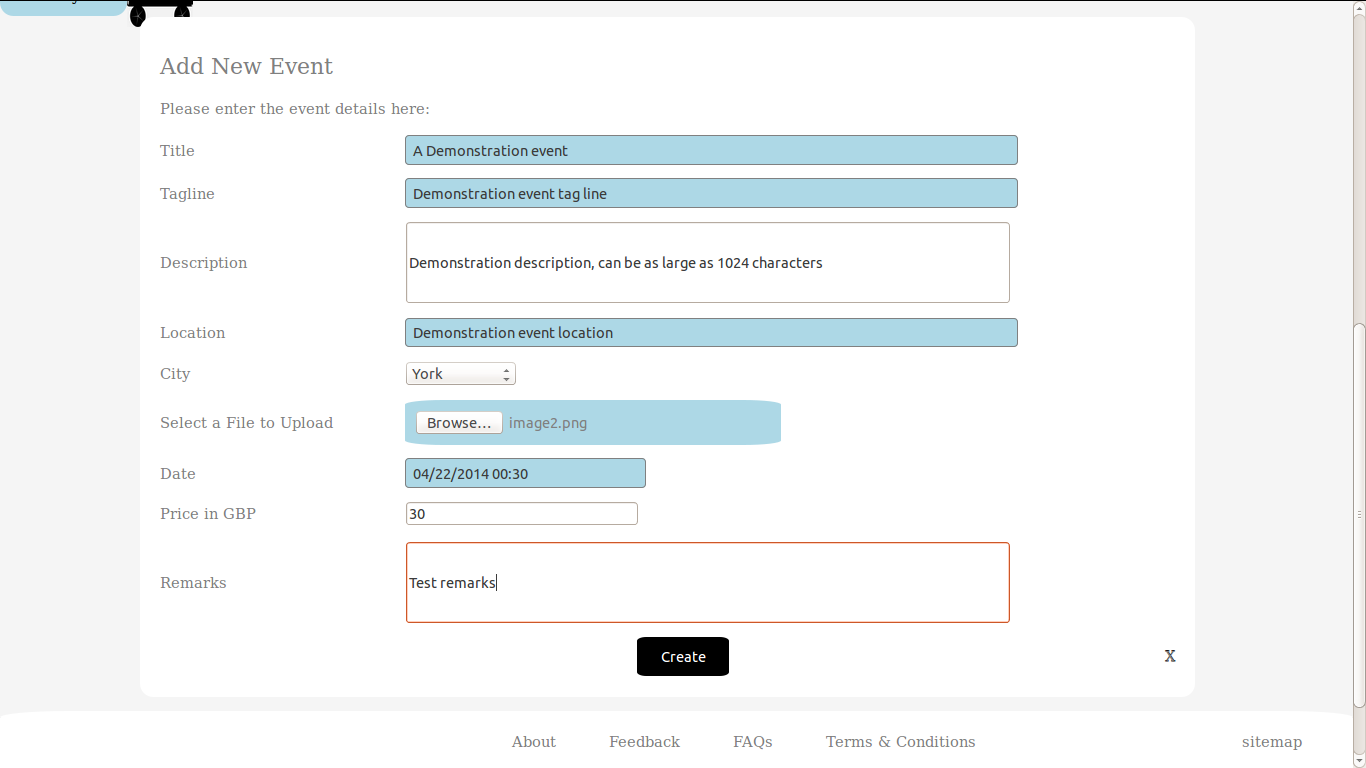 Add New Event
Please enter the event details here:
Title A Demonstration event
Tagline Demonstration event tag line
Description Demonstration description, can be as large as 1024 characters
Location Demonstration event location
City York
Select a File to Upload Browse... image2.png
Date 04/22/2014 00:30
Price in GBP 30
Remarks Test remarks
Create X
About Feedback FAQs Terms & Conditions sitemap